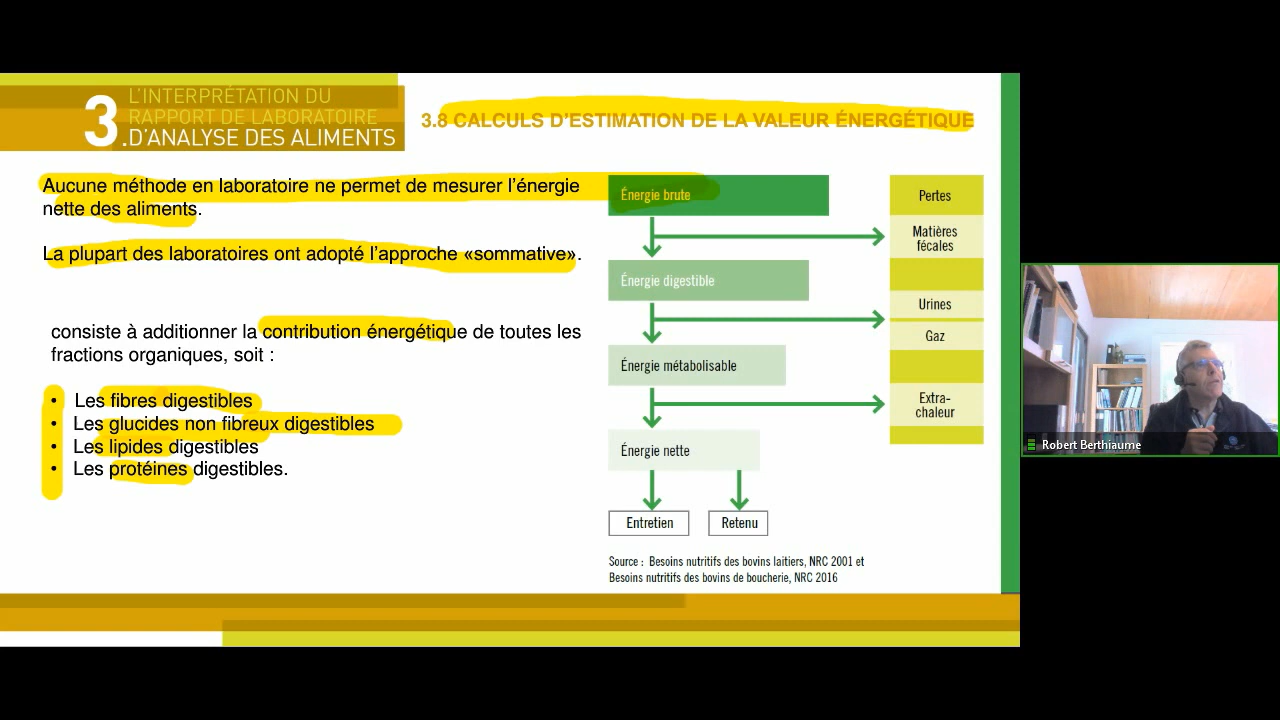 3.
L'INTERPRÉTATION DU
RAPPORT DE LABORATOIRE
D'ANALYSE DES ALIMENTS
3.8 CALCULS D'ESTIMATION DE LA VALEUR ÉNERGÉTIQUE
Aucune méthode en laboratoire ne permet de mesurer l'énergie
nette des aliments.
La plupart des laboratoires ont adopté l'approche «sommative».
consiste à additionner la contribution énergétique de toutes les
fractions organiques, soit :
• Les fibres digestibles
• Les glucides non fibreux digestibles
• Les lipides digestibles
• Les protéines digestibles.
Énergie brute
Énergie digestible
Énergie métabolisable
Énergie nette
Entretien
Retenu
Pertes
Matières
fécales
Urines
Gaz
Extra-
chaleur
Source : Besoins nutritifs des bovins laitiers, NRC 2001 et
Besoins nutritifs des bovins de boucherie, NRC 2016
Robert Berthiaume